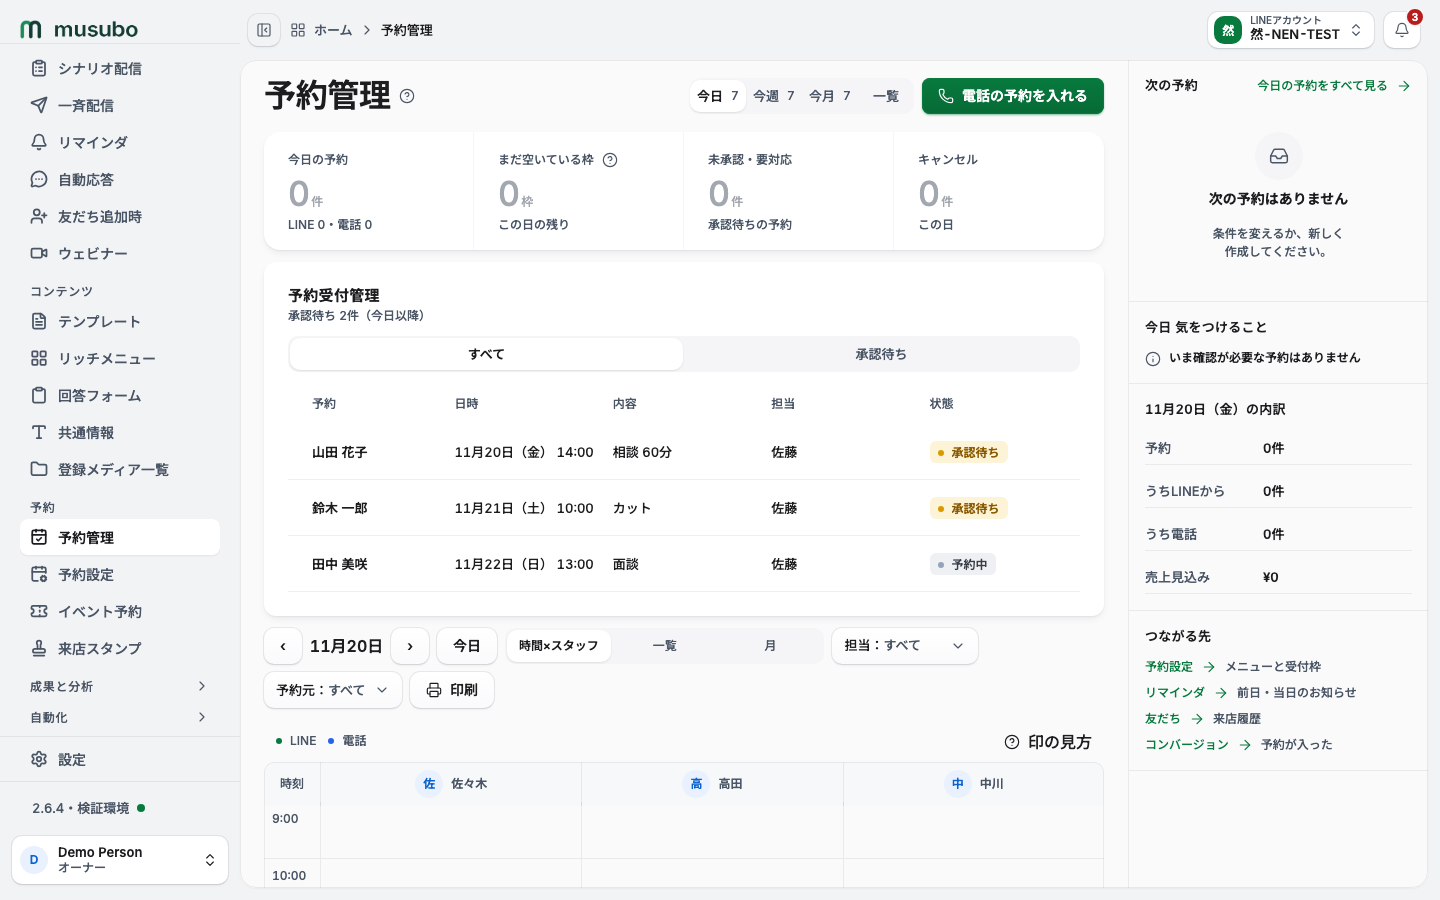 musubo
シナリオ配信
一斉配信
リマインダ
自動応答
友だち追加時
ウェビナー
コンテンツ
テンプレート
リッチメニュー
回答フォーム
共通情報
登録メディア一覧
予約
予約管理
予約設定
イベント予約
来店スタンプ
成果と分析
自動化
設定
2.6.4・検証環境
D
Demo Person
オーナー
ホーム > 予約管理
然
LINEアカウント
然-NEN-TEST
3
予約管理
今日 7 今週 7 今月 7 一覧
電話の予約を入れる
今日の予約
0件
LINE 0・電話 0
まだ空いている枠
0枠
この日の残り
未承認・要対応
0件
承認待ちの予約
キャンセル
0件
この日
予約受付管理
承認待ち 2件（今日以降）
すべて 承認待ち
予約 日時 内容 担当 状態
山田 花子 11月20日（金） 14:00 相談 60分 佐藤 承認待ち
鈴木 一郎 11月21日（土） 10:00 カット 佐藤 承認待ち
田中 美咲 11月22日（日） 13:00 面談 佐藤 予約中
‹ 11月20日 › 今日 時間×スタッフ 一覧 月 担当：すべて
予約元：すべて 印刷
LINE 電話 印の見方
時刻 佐 佐々木 高 高田 中 中川
9:00
10:00
次の予約 今日の予約をすべて見る
次の予約はありません
条件を変えるか、新しく
作成してください。
今日 気をつけること
いま確認が必要な予約はありません
11月20日（金）の内訳
予約 0件
うちLINEから 0件
うち電話 0件
売上見込み ¥0
つながる先
予約設定 → メニューと受付枠
リマインダ → 前日・当日のお知らせ
友だち → 来店履歴
コンバージョン → 予約が入った